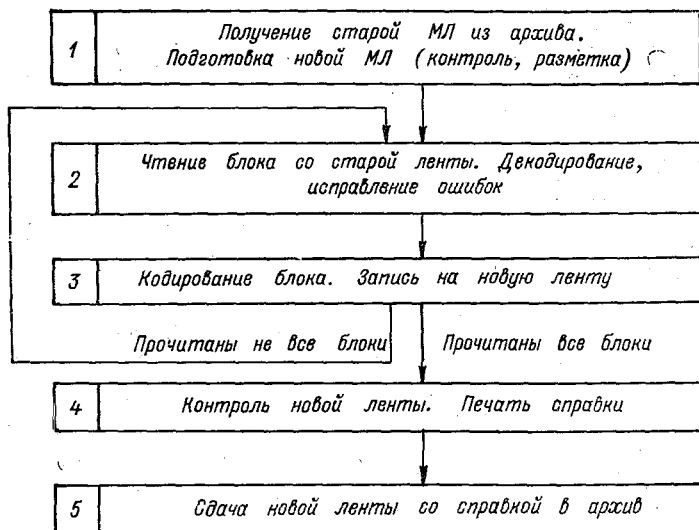 1
Получение старой МЛ из архива.
Подготовка новой МЛ (контроль, разметка)
2
Чтение блока со старой ленты. Декодирование,
исправление ошибок
3
Кодирование блока. Запись на новую ленту
Прочитаны не все блоки
Прочитаны все блоки
4
Контроль новой ленты. Печать справки
5
Сдача новой ленты со справкой в архив